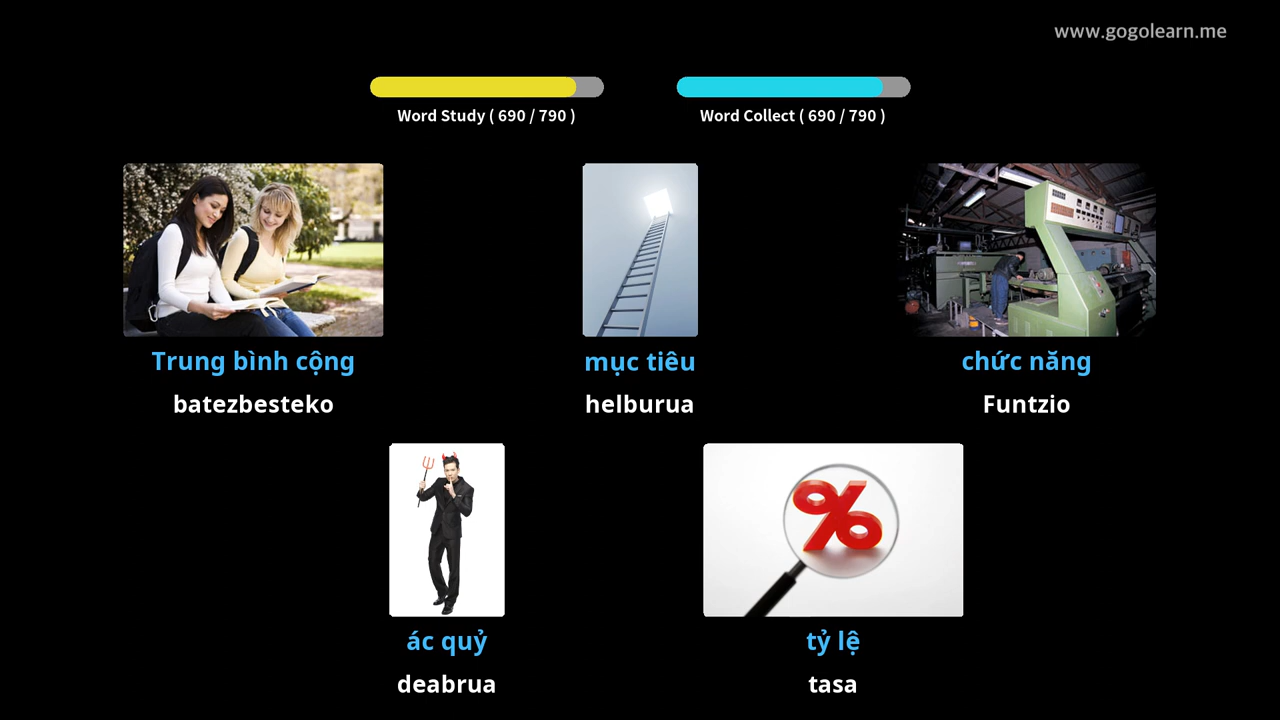 www.gogolearn.me
Word Study ( 690 / 790 )
Word Collect ( 690 / 790 )
Trung bình cộng
batezbesteko
mục tiêu
helburua
chức năng
Funtzio
ác quỷ
deabrua
%
tỷ lệ
tasa